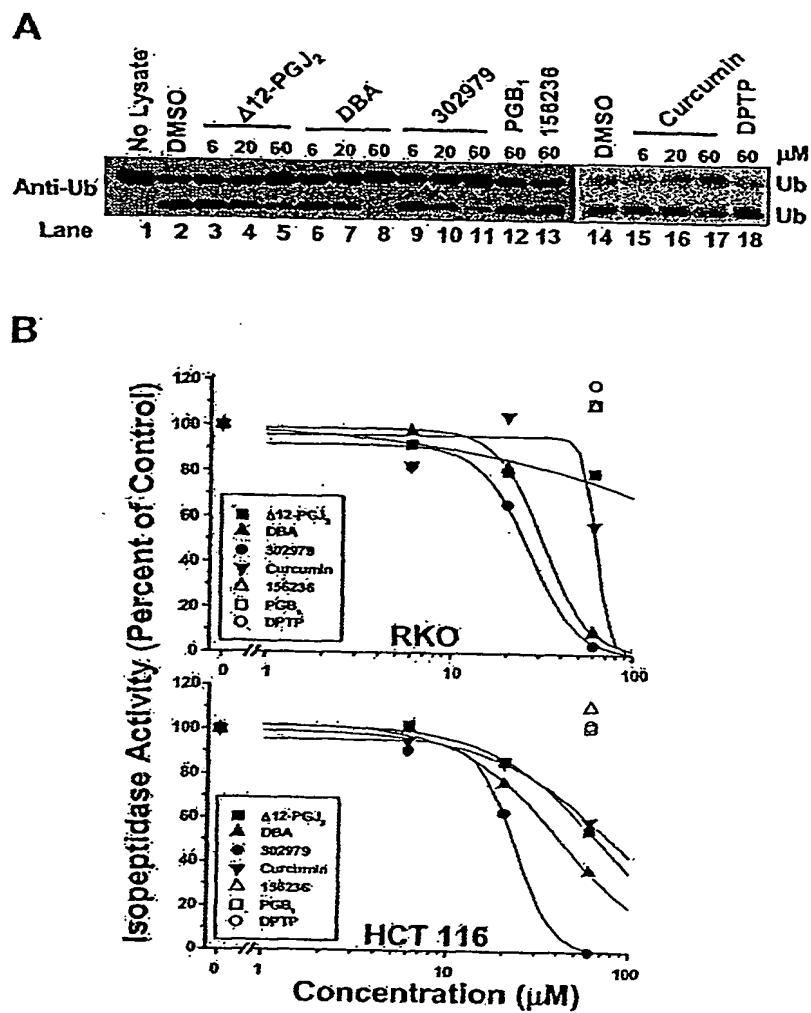 A
No Lysate
DMSO
Δ12-PGJ₂
DBA
302979
PGB₁
156236
DMSO
Curcumin
DPTP
6 20 60 6 20 60 6 20 60 60 60 6 20 60 60 μM
Anti-Ub
Ub
Ub
Lane 1 2 3 4 5 6 7 8 9 10 11 12 13 14 15 16 17 18
B
Isopeptidase Activity (Percent of Control)
120
100
80
60
40
20
0
Δ12-PGJ₂
DBA
302979
Curcumin
156236
PGB₁
DPTP
RKO
0 1 10 100
120
100
80
60
40
20
0
Δ12-PGJ₂
DBA
302979
Curcumin
156236
PGB₁
DPTP
HCT 116
0 1 10 100
Concentration (μM)